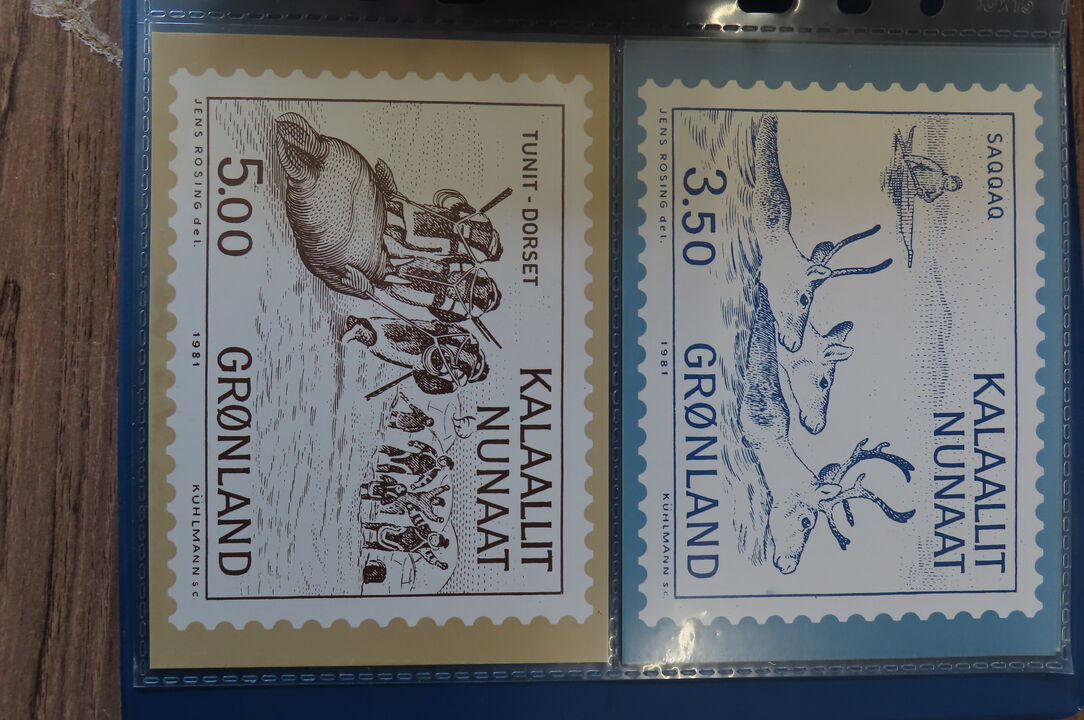 TUNIT-DORSET
KALAALLIT
NUNAAT
5.00 GRØNLAND
JENS ROSING del. 1981 KÜHLMANN sc.
SAQQAQ
KALAALLIT
NUNAAT
3.50 GRØNLAND
JENS ROSING del. 1981 KÜHLMANN sc.